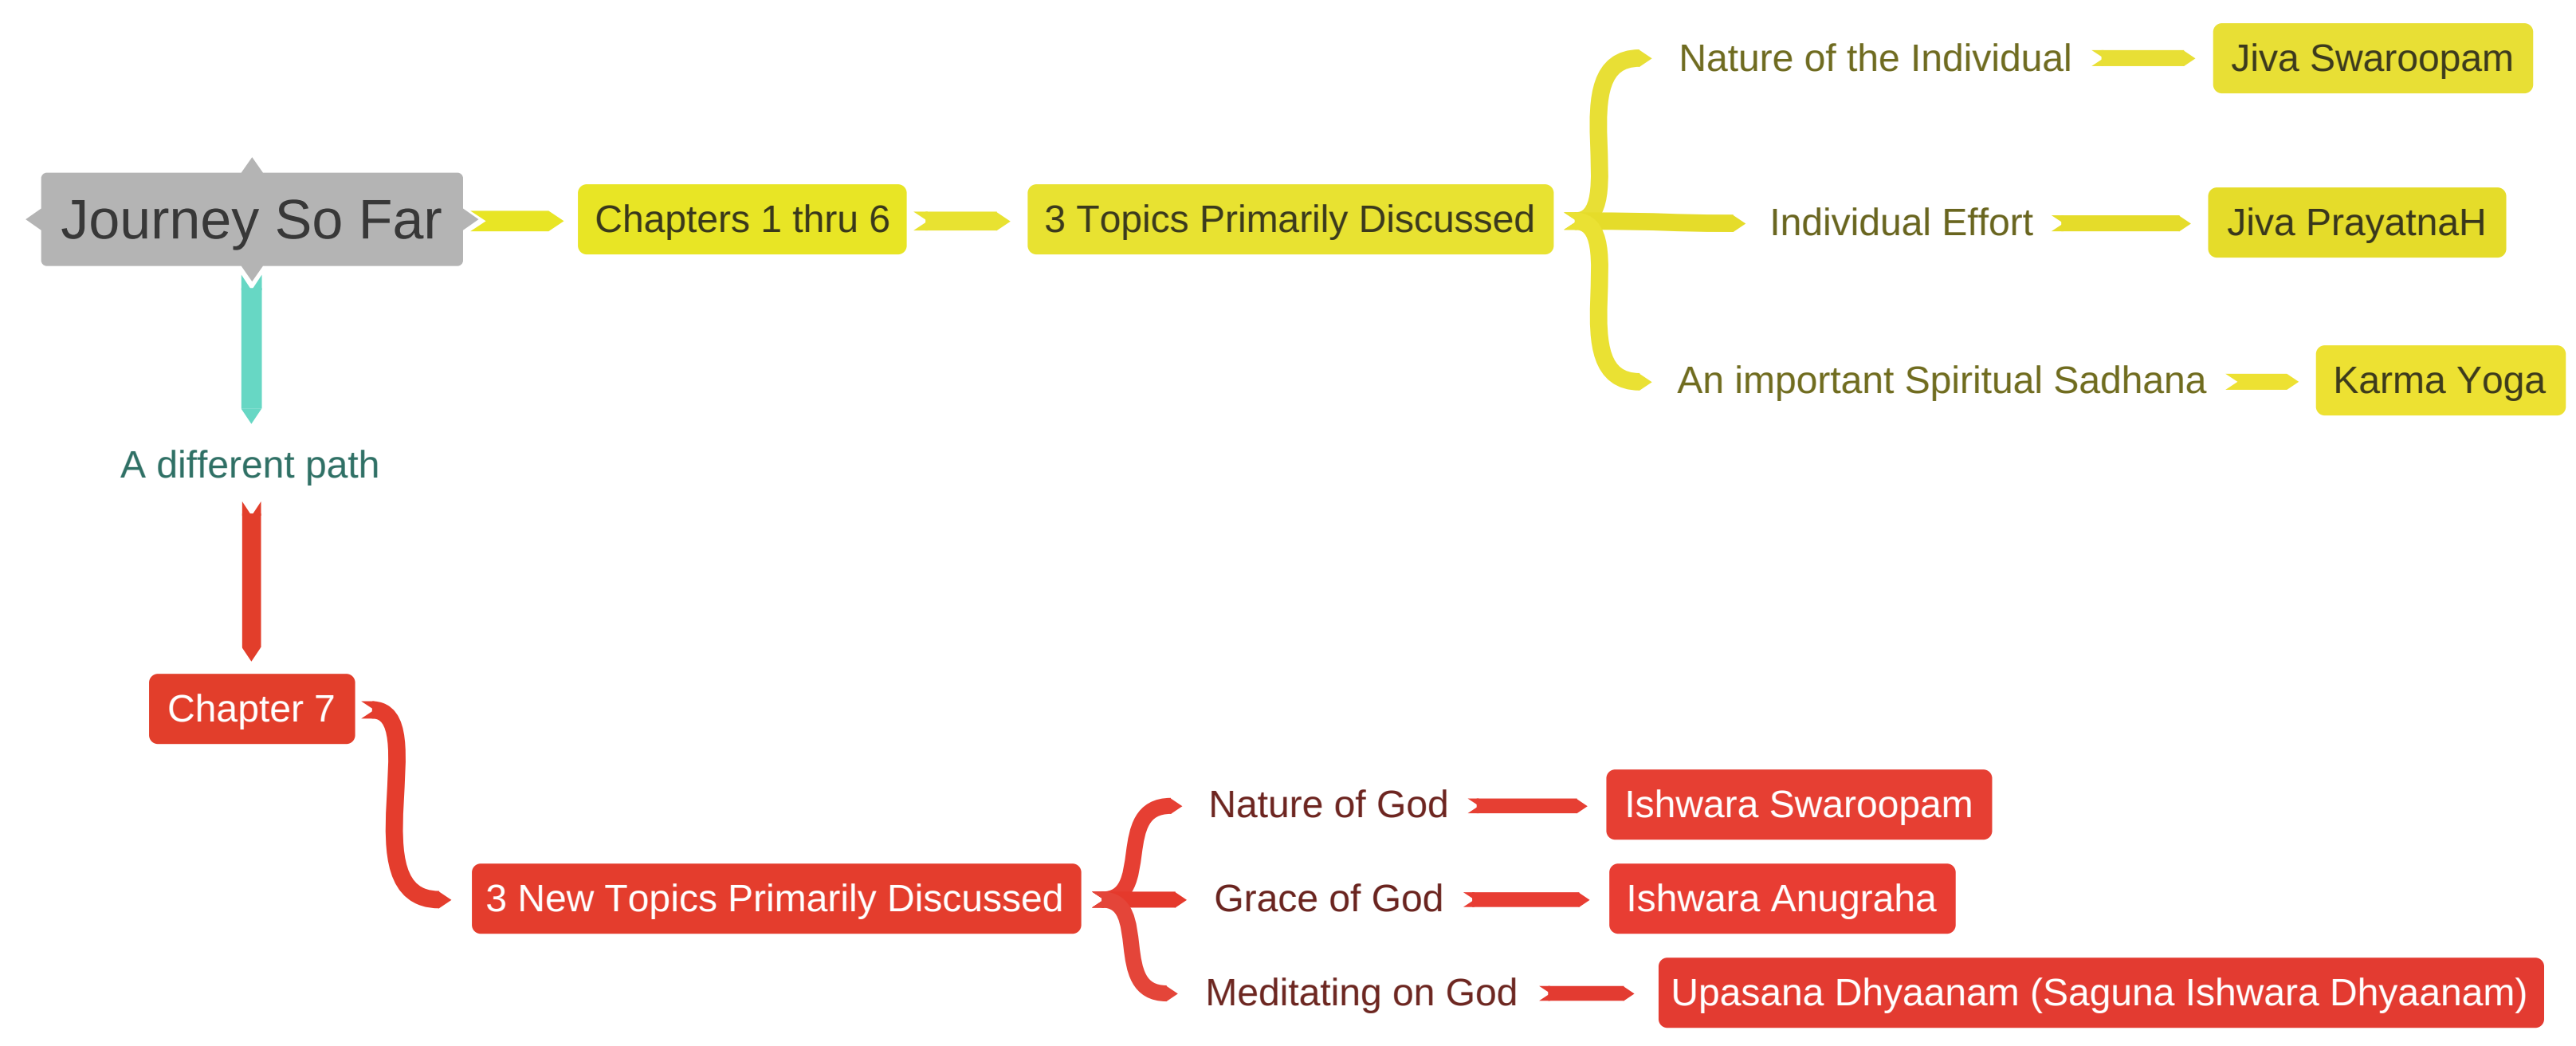 Journey So Far
Chapters 1 thru 6
3 Topics Primarily Discussed
Nature of the Individual
Jiva Swaroopam
Individual Effort
Jiva PrayatnaH
An important Spiritual Sadhana
Karma Yoga
A different path
Chapter 7
3 New Topics Primarily Discussed
Nature of God
Ishwara Swaroopam
Grace of God
Ishwara Anugraha
Meditating on God
Upasana Dhyaanam (Saguna Ishwara Dhyaanam)